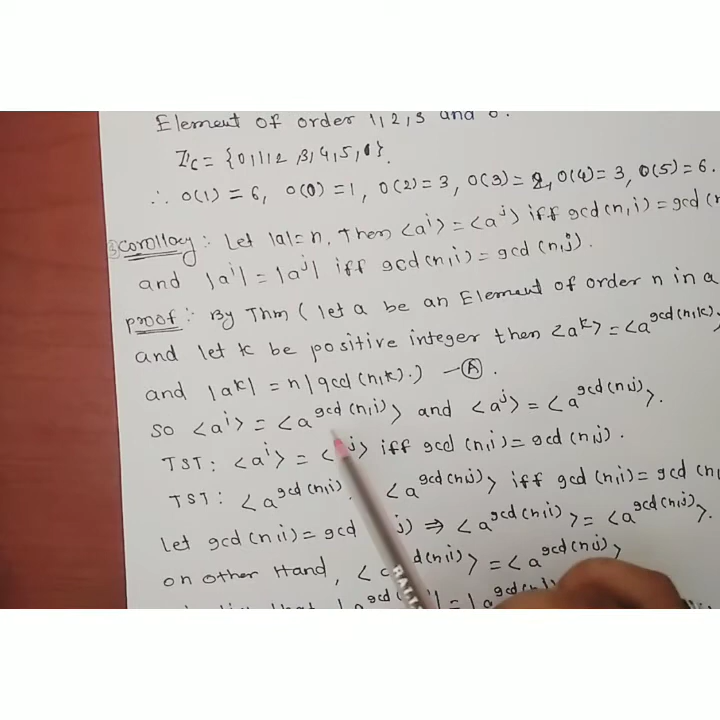 Element of order 1, 2, 3 and 6.
Z6 = {0, 1, 2, 3, 4, 5, 6}.
∴ O(1) = 6, O(0) = 1, O(2) = 3, O(3) = 2, O(4) = 3, O(5) = 6.
Corollary : Let |a| = n. Then <a^i> = <a^j> iff gcd (n, i) = gcd (n
and |a^i| = |a^j| iff gcd (n, i) = gcd (n, j).
proof :- By Thm ( let a be an Element of order n in a
and let k be positive integer then <a^k> = <a^gcd(n,k)>
and |a^k| = n | gcd (n, k).) — (A).
so <a^i> = <a^gcd (n,i)> and <a^j> = <a^gcd (n,j)>.
TST : <a^i> = < j> iff gcd (n, i) = gcd (n, j).
TST : <a^gcd (n,i) <a^gcd (n,j)> iff gcd (n, i) = gcd (n
Let gcd (n, i) = gcd j) ⇒ <a^gcd (n,i)> = <a^gcd (n,j)>.
on other Hand, < d (n,i)> = <a^gcd (n,j)>
that | a^gcd | = | a^gcd